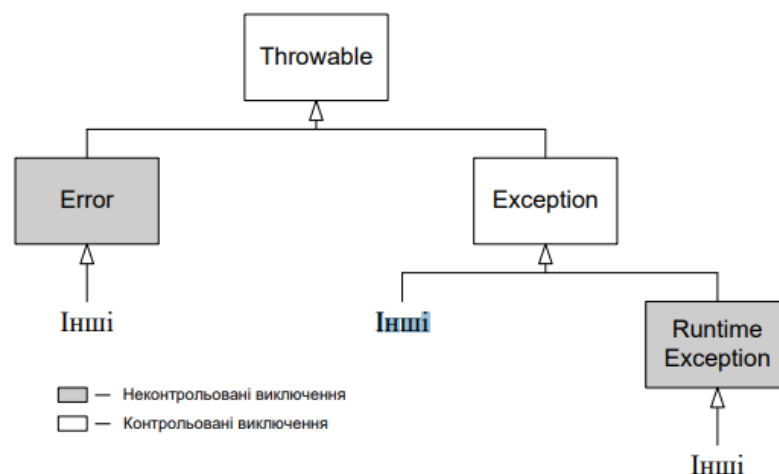 Throwable
Error
Exception
Інші
Інші
Runtime
Exception
— Неконтрольовані виключення
— Контрольовані виключення
Інші